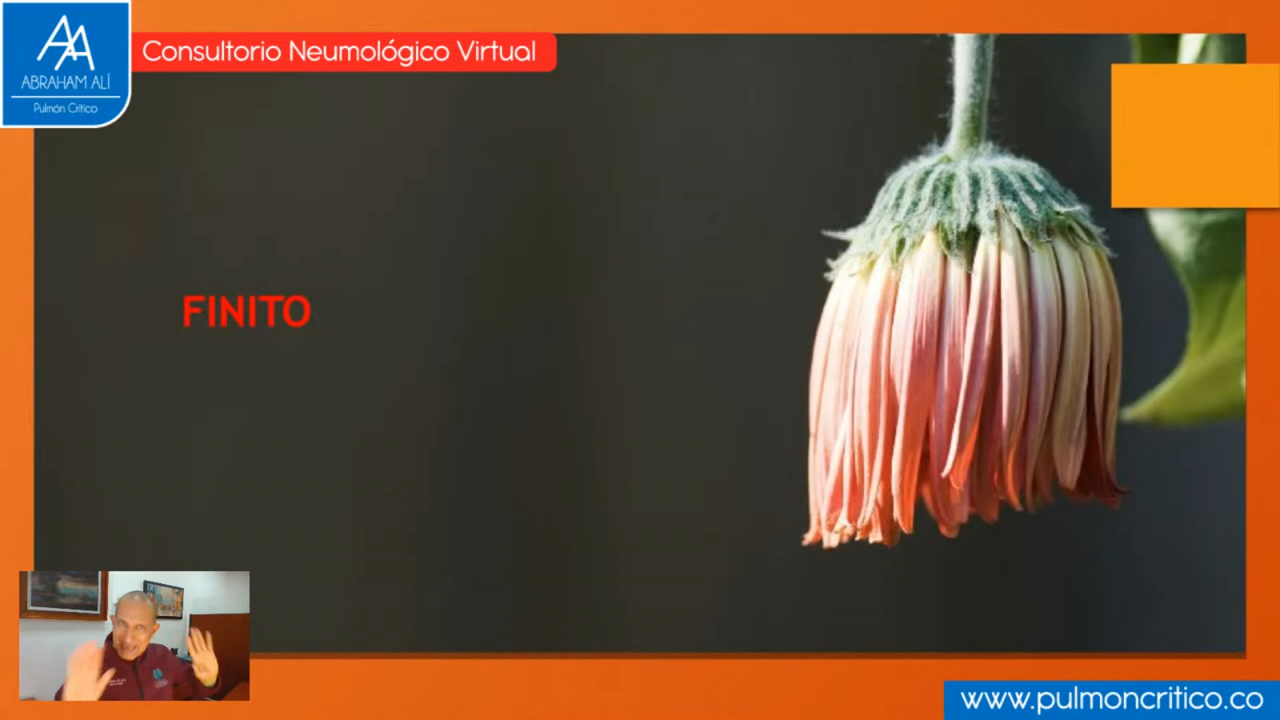 ABRAHAM ALÍ
Pulmón Crítico
Consultorio Neumológico Virtual
FINITO
www.pulmoncritico.co